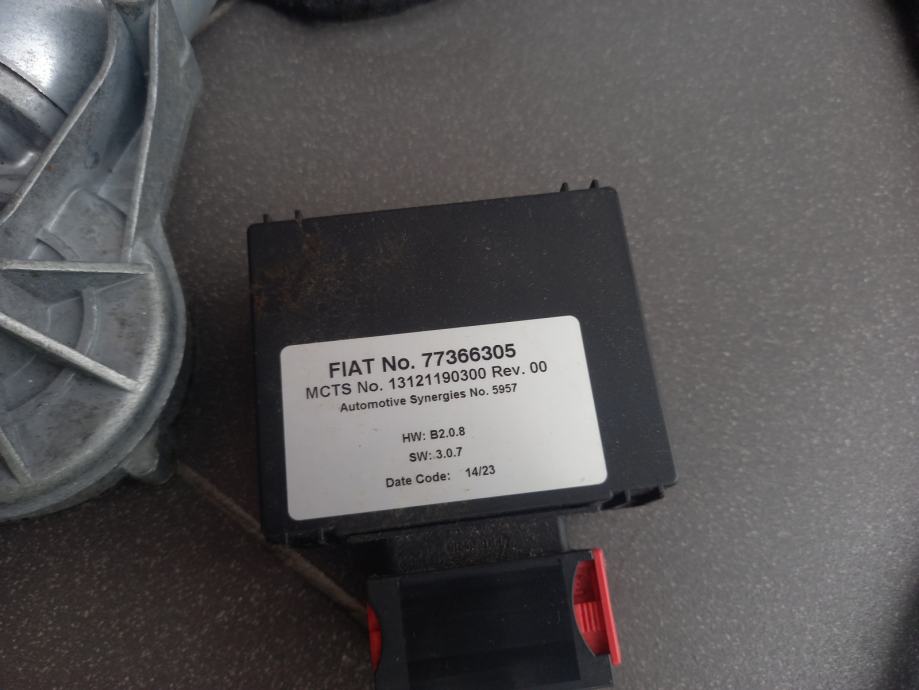 FIAT No. 77366305
MCTS No. 13121190300 Rev. 00
Automotive Synergies No. 5957
HW: B2.0.8
SW: 3.0.7
Date Code: 14/23